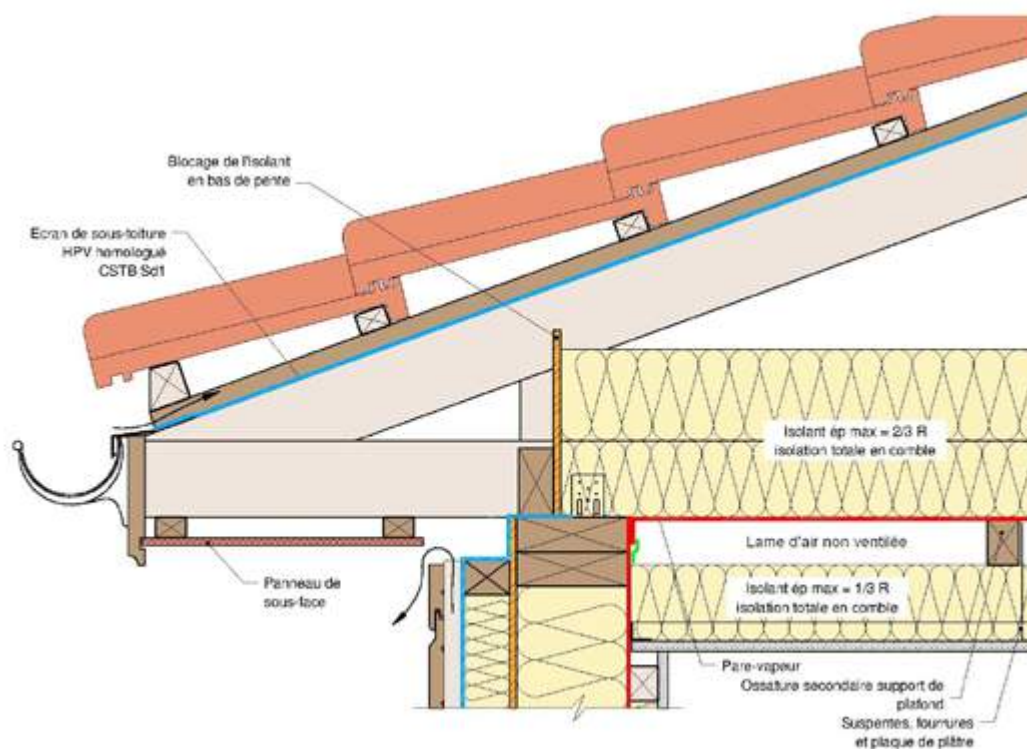 Blocage de l'isolant
en bas de pente
Ecran de sous-toiture
HPV homologué
CSTB Sd1
Isolant ép max = 2/3 R
isolation totale en comble
Lame d'air non ventilée
Isolant ép max = 1/3 R
isolation totale en comble
Panneau de
sous-face
Pare-vapeur
Ossature secondaire support de
plafond
Suspentes, fourrures
et plaque de plâtre